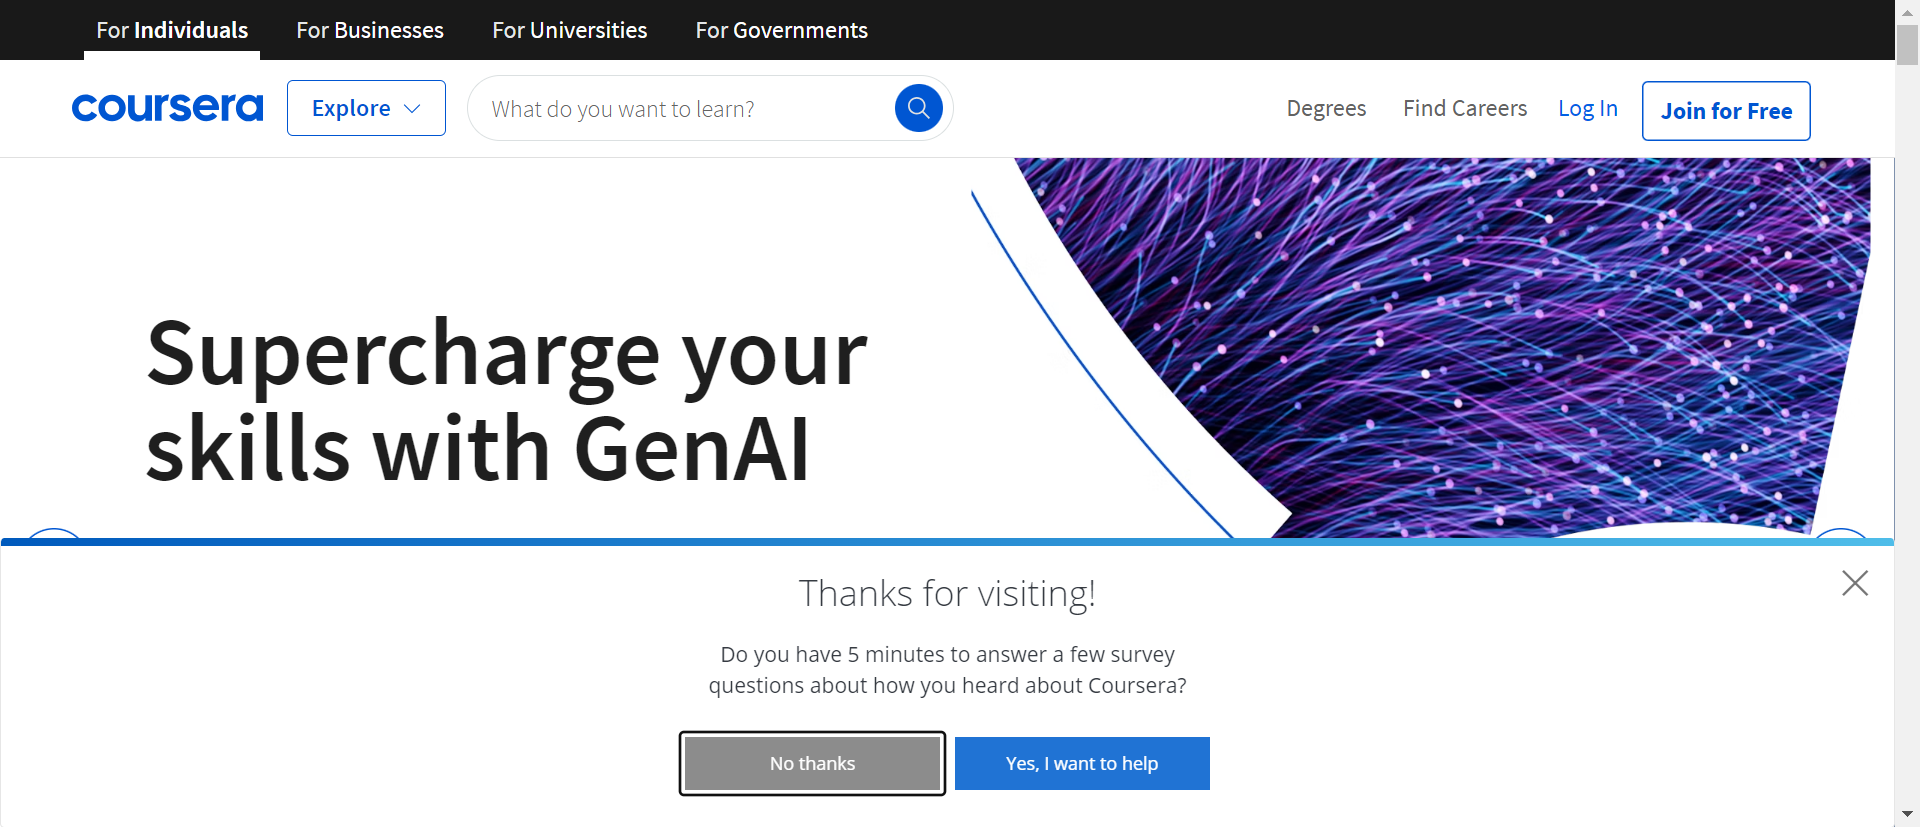 For Individuals For Businesses For Universities For Governments
coursera Explore What do you want to learn? Degrees Find Careers Log In Join for Free
Supercharge your
skills with GenAI
Thanks for visiting!
Do you have 5 minutes to answer a few survey
questions about how you heard about Coursera?
No thanks Yes, I want to help